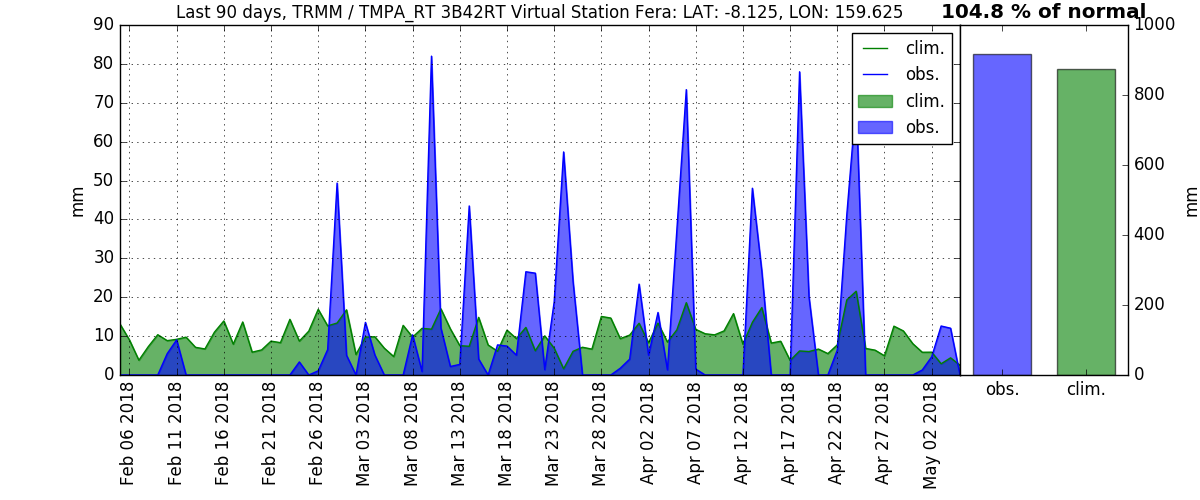 Last 90 days, TRMM / TMPA_RT 3B42RT Virtual Station Fera: LAT: -8.125, LON: 159.625
104.8 % of normal
mm
90
80
70
60
50
40
30
20
10
0
clim.
obs.
clim.
obs.
1000
800
600
400
200
0
mm
obs.
clim.
Feb 06 2018
Feb 11 2018
Feb 16 2018
Feb 21 2018
Feb 26 2018
Mar 03 2018
Mar 08 2018
Mar 13 2018
Mar 18 2018
Mar 23 2018
Mar 28 2018
Apr 02 2018
Apr 07 2018
Apr 12 2018
Apr 17 2018
Apr 22 2018
Apr 27 2018
May 02 2018